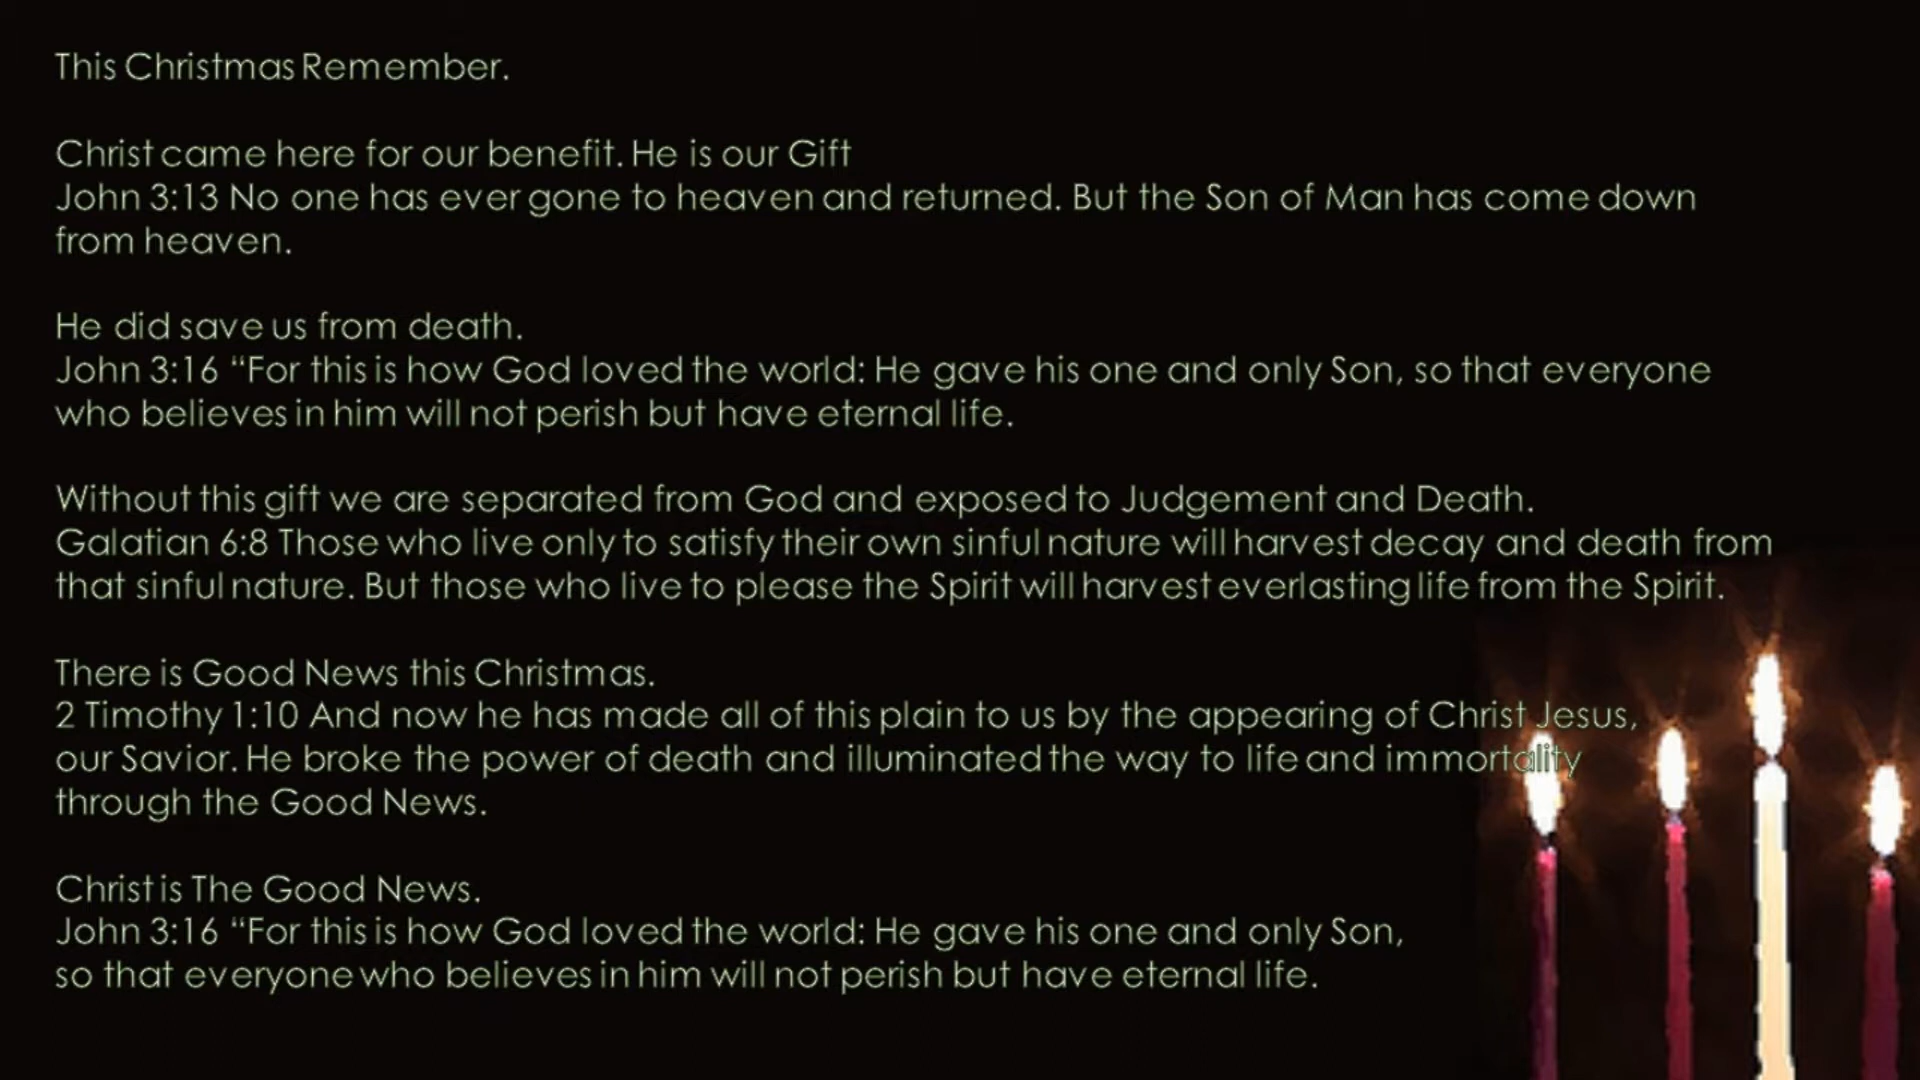 This Christmas Remember.
Christ came here for our benefit. He is our Gift
John 3:13 No one has ever gone to heaven and returned. But the Son of Man has come down
from heaven.
He did save us from death.
John 3:16 “For this is how God loved the world: He gave his one and only Son, so that everyone
who believes in him will not perish but have eternal life.
Without this gift we are separated from God and exposed to Judgement and Death.
Galatian 6:8 Those who live only to satisfy their own sinful nature will harvest decay and death from
that sinful nature. But those who live to please the Spirit will harvest everlasting life from the Spirit.
There is Good News this Christmas.
2 Timothy 1:10 And now he has made all of this plain to us by the appearing of Christ Jesus,
our Savior. He broke the power of death and illuminated the way to life and immortality
through the Good News.
Christ is The Good News.
John 3:16 “For this is how God loved the world: He gave his one and only Son,
so that everyone who believes in him will not perish but have eternal life.